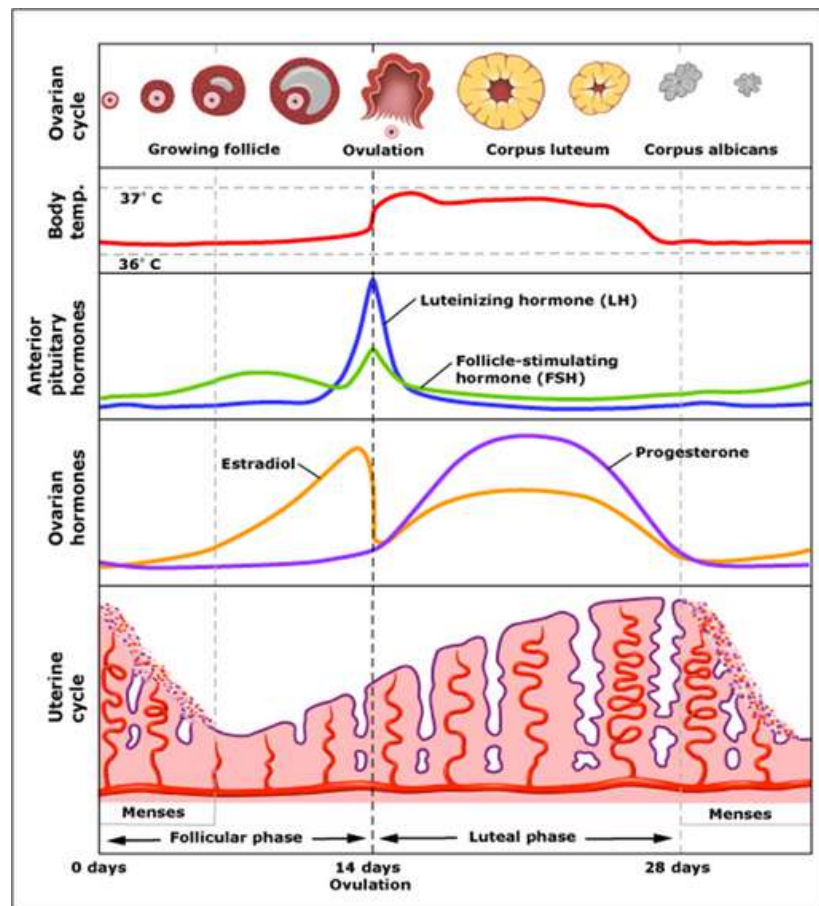 Ovarian
cycle
Growing follicle
Ovulation
Corpus luteum
Corpus albicans
Body
temp.
37° C
36° C
Anterior
pituitary
hormones
Luteinizing hormone (LH)
Follicle-stimulating
hormone (FSH)
Ovarian
hormones
Estradiol
Progesterone
Uterine
cycle
Menses
Menses
Follicular phase
Luteal phase
0 days
14 days
28 days
Ovulation